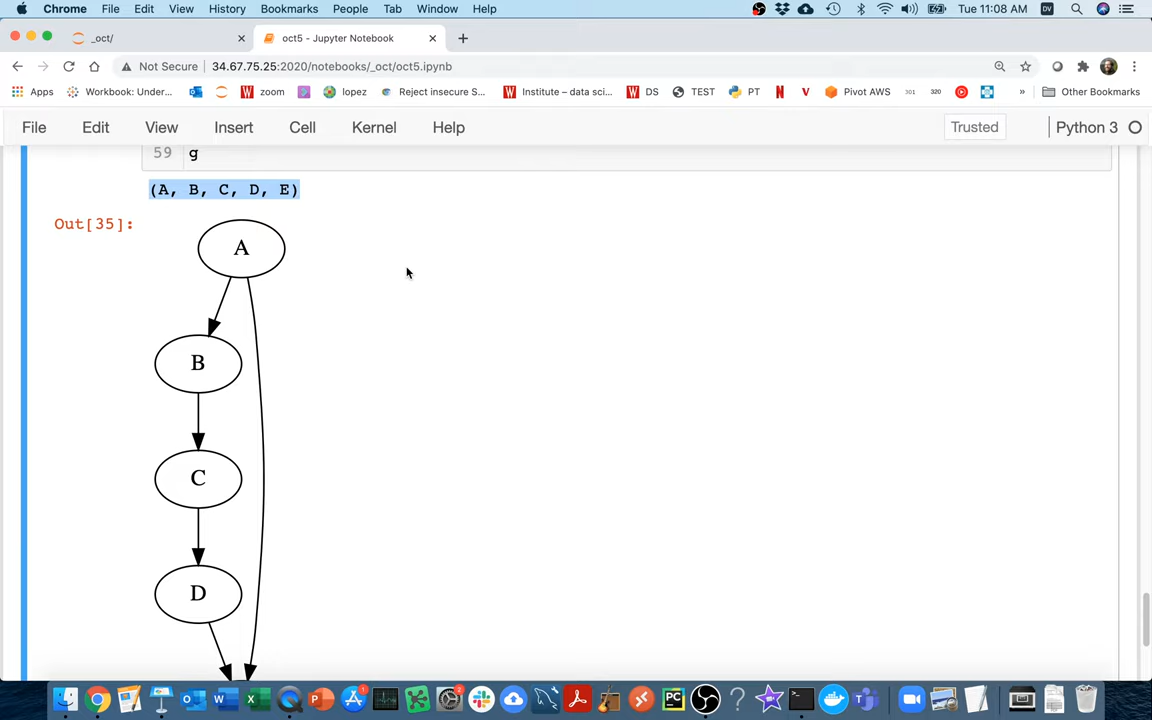 Chrome File Edit View History Bookmarks People Tab Window Help Tue 11:08 AM DV
_oct/ oct5 - Jupyter Notebook
Not Secure 34.67.75.25:2020/notebooks/_oct/oct5.ipynb
Apps Workbook: Under... zoom lopez Reject insecure S... Institute – data sci... DS TEST PT V Pivot AWS 301 320 » Other Bookmarks
File Edit View Insert Cell Kernel Help Trusted Python 3
59 g
(A, B, C, D, E)
Out[35]:
A
B
C
D